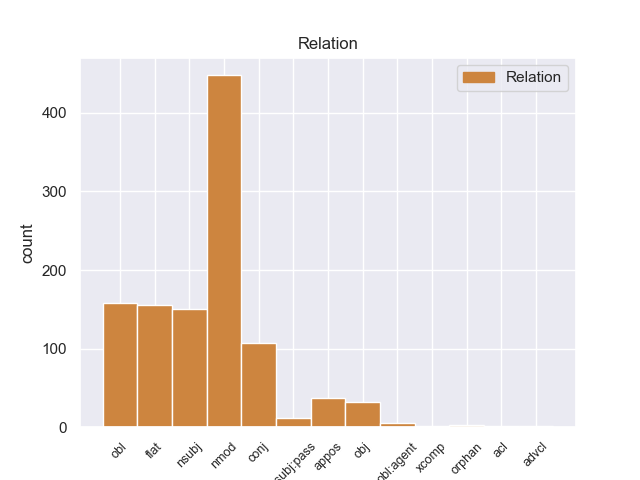 Relation
Relation
count
400
300
200
100
0
obl
flat
nsubj
nmod
conj
subj:pass
appos
obj
obl:agent
xcomp
orphan
acl
advcl